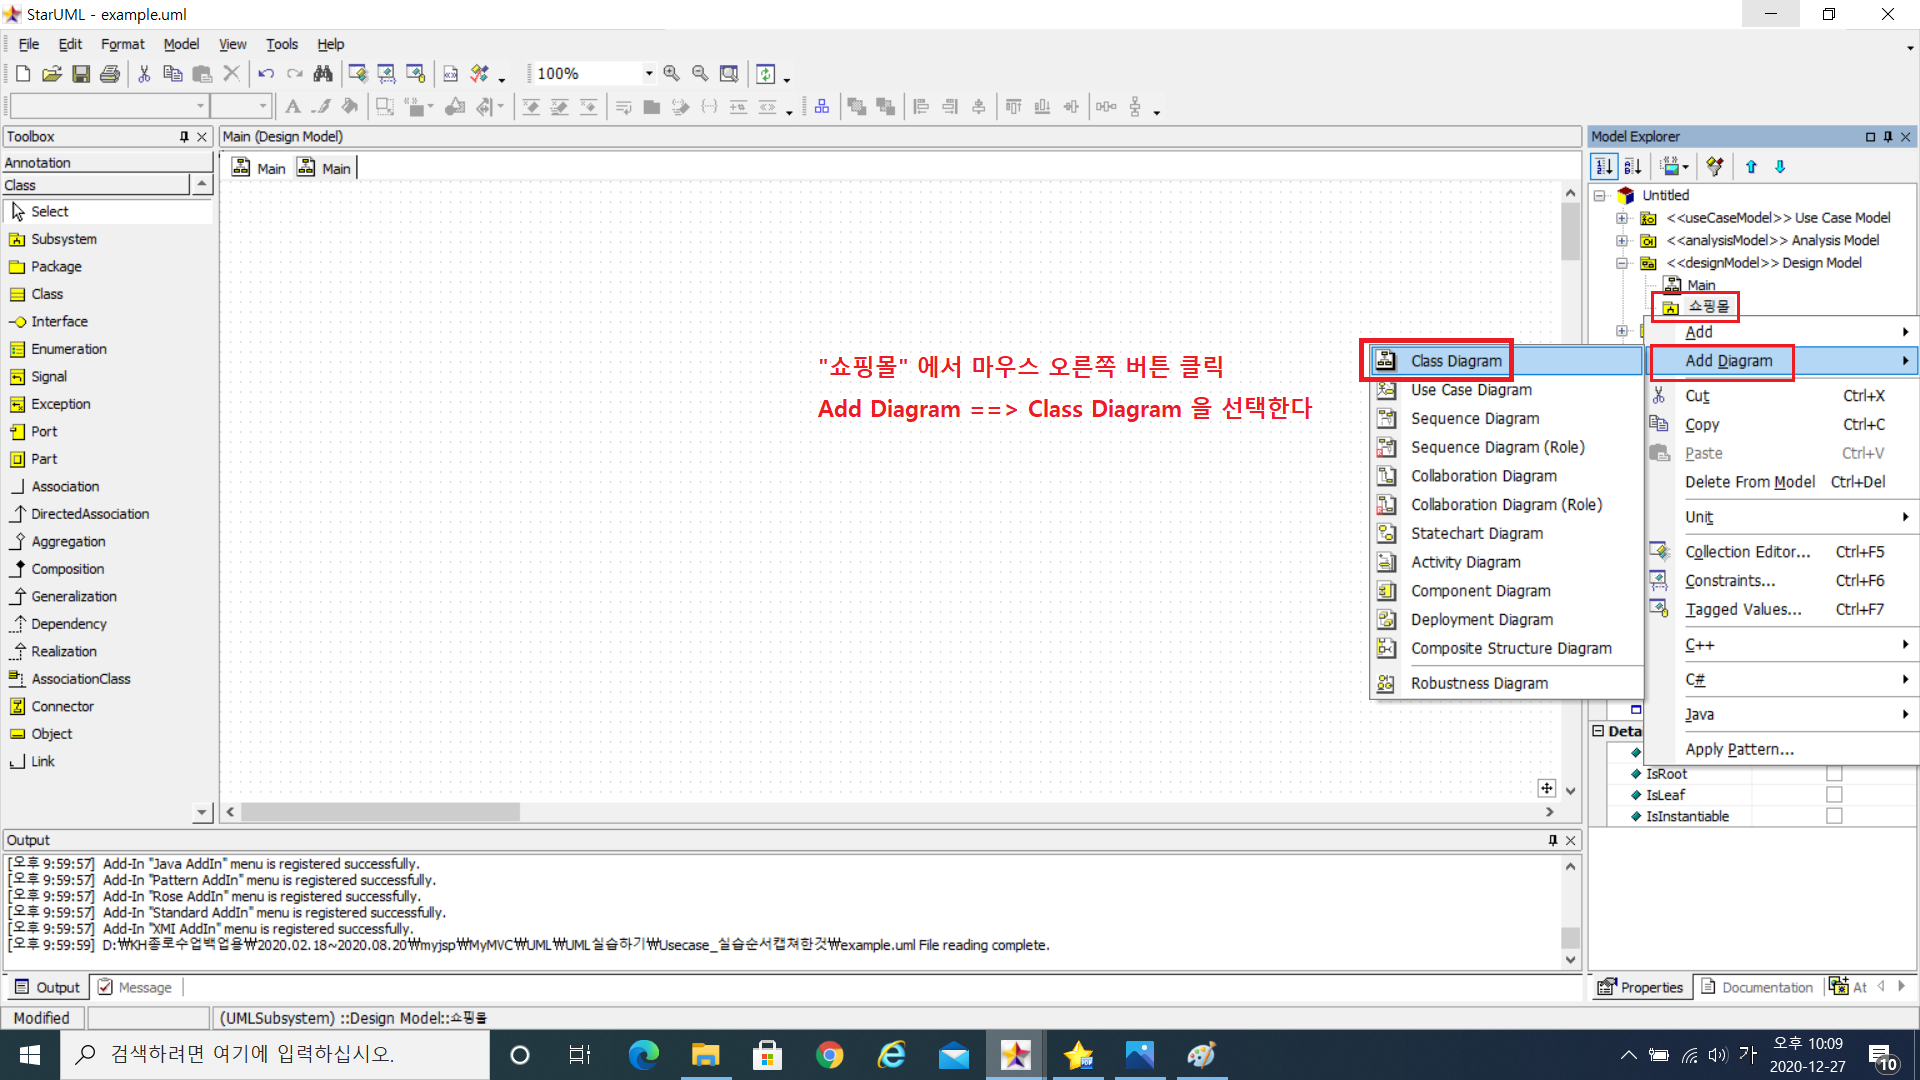 StarUML - example.uml
File Edit Format Model View Tools Help
100%
Toolbox
Main (Design Model)
Model Explorer
Annotation
Class
Main Main
Select
Subsystem
Package
Class
Interface
Enumeration
Signal
Exception
Port
Part
Association
DirectedAssociation
Aggregation
Composition
Generalization
Dependency
Realization
AssociationClass
Connector
Object
Link
"쇼핑몰" 에서 마우스 오른쪽 버튼 클릭
Add Diagram ==> Class Diagram 을 선택한다
Untitled
<<useCaseModel>> Use Case Model
<<analysisModel>> Analysis Model
<<designModel>> Design Model
Main
쇼핑몰
Class Diagram
Use Case Diagram
Sequence Diagram
Sequence Diagram (Role)
Collaboration Diagram
Collaboration Diagram (Role)
Statechart Diagram
Activity Diagram
Component Diagram
Deployment Diagram
Composite Structure Diagram
Robustness Diagram
Add
Add Diagram
Cut Ctrl+X
Copy Ctrl+C
Paste Ctrl+V
Delete From Model Ctrl+Del
Unit
Collection Editor... Ctrl+F5
Constraints... Ctrl+F6
Tagged Values... Ctrl+F7
C++
C#
Java
Apply Pattern...
Deta
IsRoot
IsLeaf
IsInstantiable
Output
[오후 9:59:57] Add-In "Java AddIn" menu is registered successfully.
[오후 9:59:57] Add-In "Pattern AddIn" menu is registered successfully.
[오후 9:59:57] Add-In "Rose AddIn" menu is registered successfully.
[오후 9:59:57] Add-In "Standard AddIn" menu is registered successfully.
[오후 9:59:57] Add-In "XMI AddIn" menu is registered successfully.
[오후 9:59:59] D:₩KH종로수업백업용₩2020.02.18~2020.08.20₩myjsp₩MyMVC₩UML₩UML실습하기₩Usecase_실습순서캡쳐한것₩example.uml File reading complete.
Output Message
Properties Documentation At
Modified
(UMLSubsystem) ::Design Model::쇼핑몰
검색하려면 여기에 입력하십시오.
가
오후 10:09
2020-12-27
10